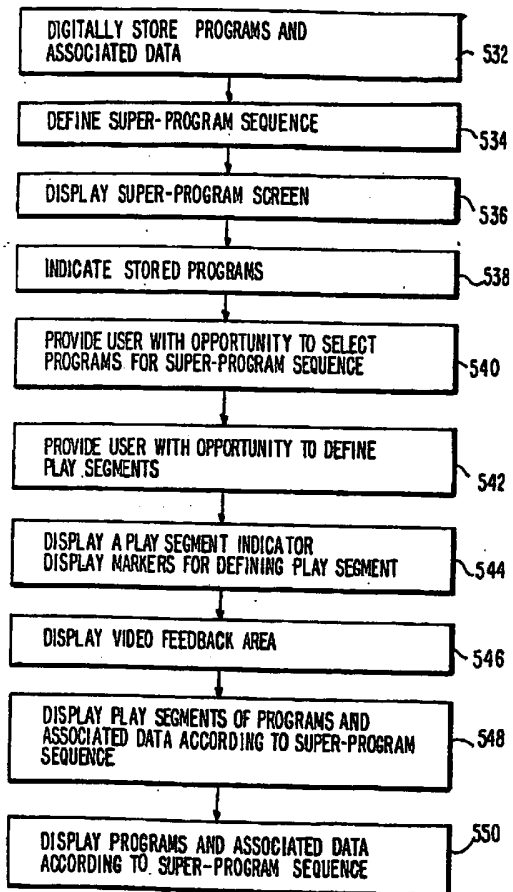 DIGITALLY STORE PROGRAMS AND
ASSOCIATED DATA
532
DEFINE SUPER-PROGRAM SEQUENCE
534
DISPLAY SUPER-PROGRAM SCREEN
536
INDICATE STORED PROGRAMS
538
PROVIDE USER WITH OPPORTUNITY TO SELECT
PROGRAMS FOR SUPER-PROGRAM SEQUENCE
540
PROVIDE USER WITH OPPORTUNITY TO DEFINE
PLAY SEGMENTS
542
DISPLAY A PLAY SEGMENT INDICATOR
DISPLAY MARKERS FOR DEFINING PLAY SEGMENT
544
DISPLAY VIDEO FEEDBACK AREA
546
DISPLAY PLAY SEGMENTS OF PROGRAMS AND
ASSOCIATED DATA ACCORDING TO SUPER-PROGRAM
SEQUENCE
548
DISPLAY PROGRAMS AND ASSOCIATED DATA
ACCORDING TO SUPER-PROGRAM SEQUENCE
550